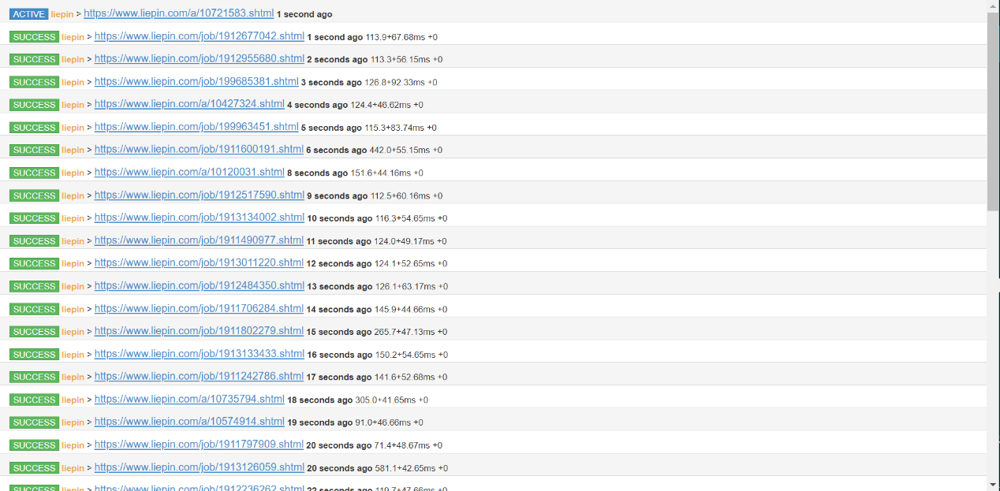 ACTIVE liepin > https://www.liepin.com/a/10721583.shtml 1 second ago
SUCCESS liepin > https://www.liepin.com/job/1912677042.shtml 1 second ago 113.9+67.68ms +0
SUCCESS liepin > https://www.liepin.com/job/1912955680.shtml 2 seconds ago 113.3+56.15ms +0
SUCCESS liepin > https://www.liepin.com/job/199685381.shtml 3 seconds ago 126.8+92.33ms +0
SUCCESS liepin > https://www.liepin.com/a/10427324.shtml 4 seconds ago 124.4+46.62ms +0
SUCCESS liepin > https://www.liepin.com/job/199963451.shtml 5 seconds ago 115.3+83.74ms +0
SUCCESS liepin > https://www.liepin.com/job/1911600191.shtml 6 seconds ago 442.0+55.15ms +0
SUCCESS liepin > https://www.liepin.com/a/10120031.shtml 8 seconds ago 151.6+44.16ms +0
SUCCESS liepin > https://www.liepin.com/job/1912517590.shtml 9 seconds ago 112.5+60.16ms +0
SUCCESS liepin > https://www.liepin.com/job/1913134002.shtml 10 seconds ago 116.3+54.65ms +0
SUCCESS liepin > https://www.liepin.com/job/1911490977.shtml 11 seconds ago 124.0+49.17ms +0
SUCCESS liepin > https://www.liepin.com/job/1913011220.shtml 12 seconds ago 124.1+52.65ms +0
SUCCESS liepin > https://www.liepin.com/job/1912484350.shtml 13 seconds ago 126.1+63.17ms +0
SUCCESS liepin > https://www.liepin.com/job/1911706284.shtml 14 seconds ago 145.9+44.66ms +0
SUCCESS liepin > https://www.liepin.com/job/1911802279.shtml 15 seconds ago 265.7+47.13ms +0
SUCCESS liepin > https://www.liepin.com/job/1913133433.shtml 16 seconds ago 150.2+54.65ms +0
SUCCESS liepin > https://www.liepin.com/job/1911242786.shtml 17 seconds ago 141.6+52.68ms +0
SUCCESS liepin > https://www.liepin.com/a/10735794.shtml 18 seconds ago 305.0+41.65ms +0
SUCCESS liepin > https://www.liepin.com/a/10574914.shtml 19 seconds ago 91.0+46.66ms +0
SUCCESS liepin > https://www.liepin.com/job/1911797909.shtml 20 seconds ago 71.4+48.67ms +0
SUCCESS liepin > https://www.liepin.com/job/1913126059.shtml 20 seconds ago 581.1+42.65ms +0
SUCCESS liepin > https://www.liepin.com/job/1912236262.shtml 22 seconds ago 119.7+47.66ms +0